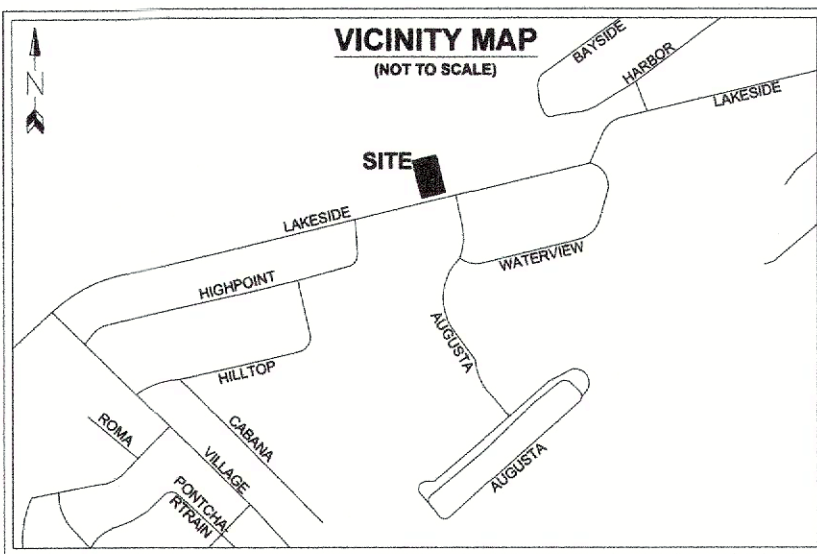 VICINITY MAP
(NOT TO SCALE)
N
BAYSIDE
HARBOR
LAKESIDE
SITE
LAKESIDE
HIGHPOINT
WATERVIEW
AUGUSTA
HILLTOP
ROMA
CABANA
VILLAGE
PONTCHA-
RTRAIN
AUGUSTA